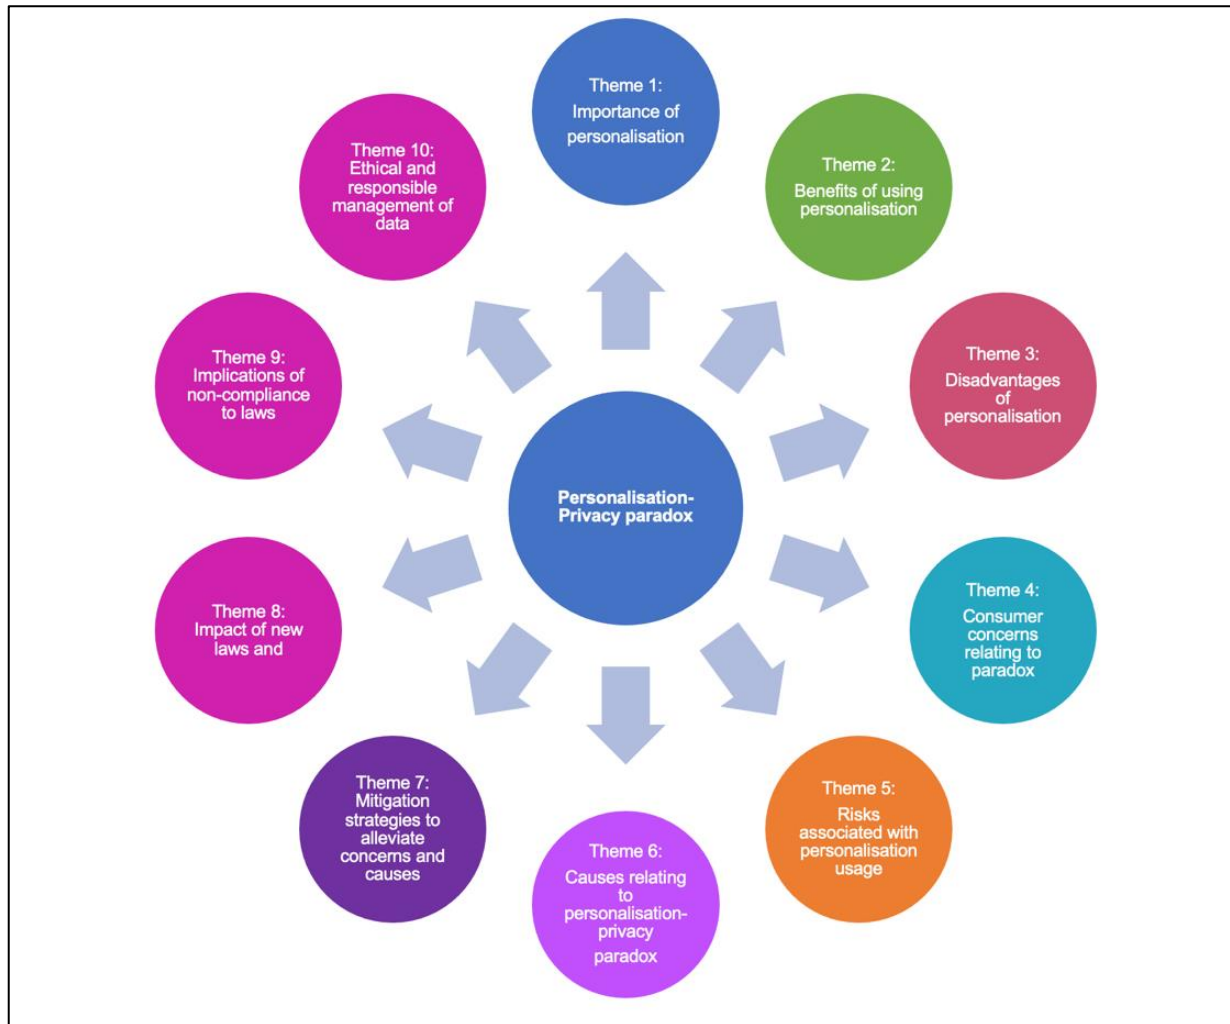 Theme 1:
Importance of
personalisation
Theme 2:
Benefits of using
personalisation
Theme 3:
Disadvantages
of
personalisation
Theme 4:
Consumer
concerns
relating to
paradox
Theme 5:
Risks
associated with
personalisation
usage
Theme 6:
Causes relating
to
personalisation-
privacy
paradox
Theme 7:
Mitigation
strategies to
alleviate
concerns and
causes
Theme 8:
Impact of new
laws and
Theme 9:
Implications of
non-compliance
to laws
Theme 10:
Ethical and
responsible
management of
data
Personalisation-
Privacy paradox